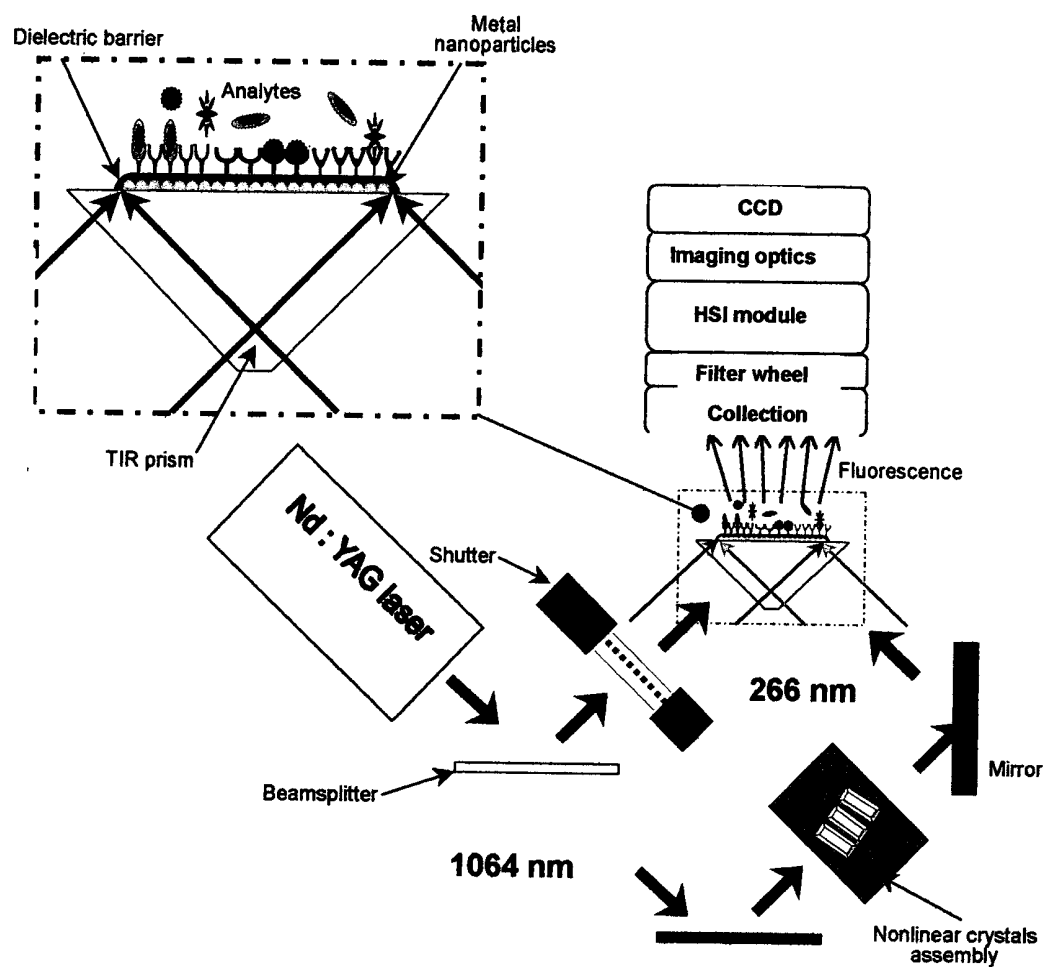 Dielectric barrier
Metal
nanoparticles
Analytes
TIR prism
CCD
Imaging optics
HSI module
Filter wheel
Collection
Fluorescence
Nd : YAG laser
Shutter
266 nm
Beamsplitter
Mirror
1064 nm
Nonlinear crystals
assembly